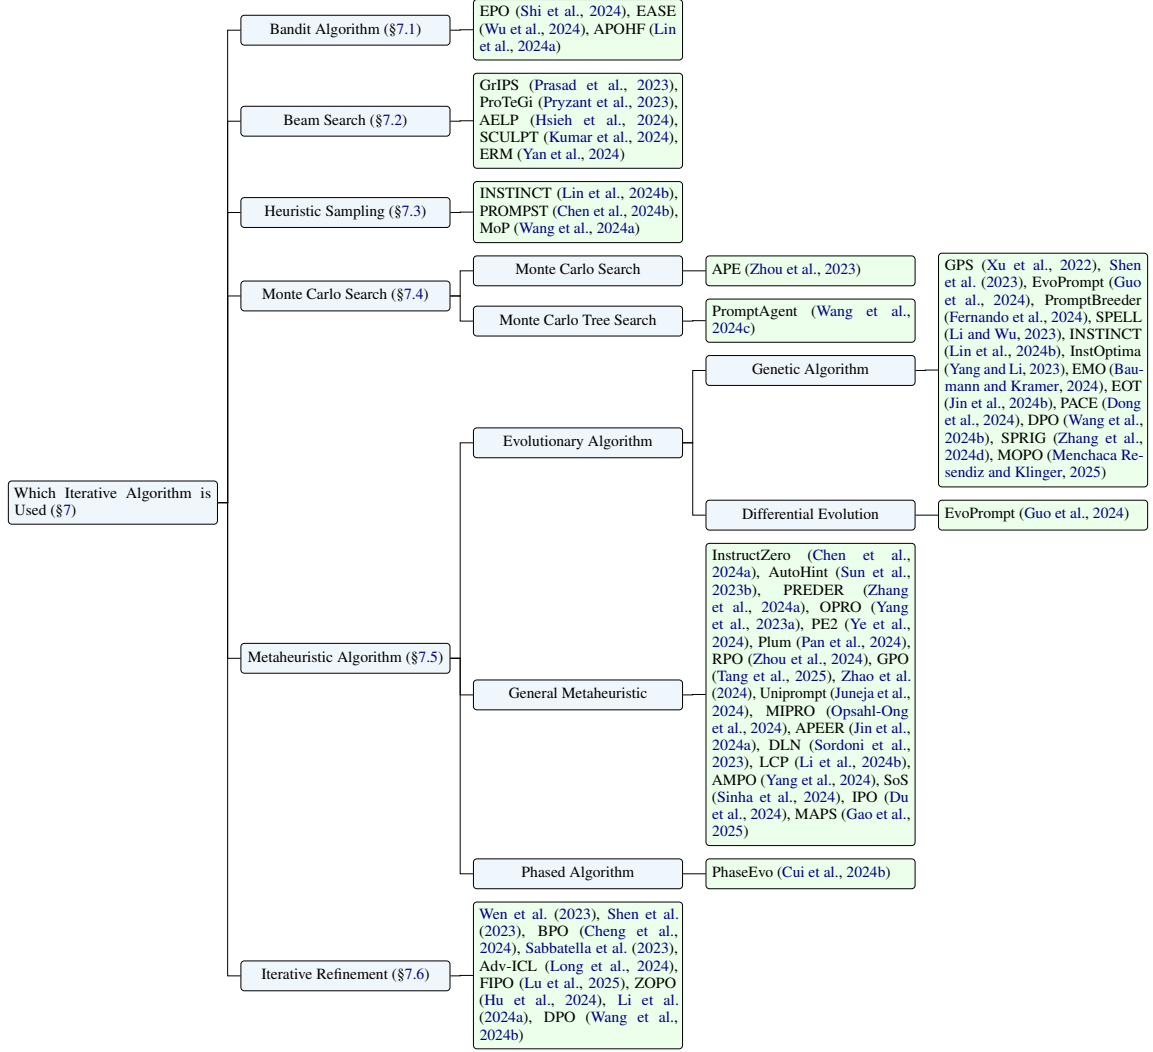 Which Iterative Algorithm is
Used (§7)
Bandit Algorithm (§7.1)
EPO (Shi et al., 2024), EASE
(Wu et al., 2024), APOHF (Lin
et al., 2024a)
Beam Search (§7.2)
GrIPS (Prasad et al., 2023),
ProTeGi (Pryzant et al., 2023),
AELP (Hsieh et al., 2024),
SCULPT (Kumar et al., 2024),
ERM (Yan et al., 2024)
Heuristic Sampling (§7.3)
INSTINCT (Lin et al., 2024b),
PROMPST (Chen et al., 2024b),
MoP (Wang et al., 2024a)
Monte Carlo Search (§7.4)
Monte Carlo Search
APE (Zhou et al., 2023)
Monte Carlo Tree Search
PromptAgent (Wang et al.,
2024c)
Metaheuristic Algorithm (§7.5)
Evolutionary Algorithm
Genetic Algorithm
GPS (Xu et al., 2022), Shen
et al. (2023), EvoPrompt (Guo
et al., 2024), PromptBreeder
(Fernando et al., 2024), SPELL
(Li and Wu, 2023), INSTINCT
(Lin et al., 2024b), InstOptima
(Yang and Li, 2023), EMO (Bau-
mann and Kramer, 2024), EOT
(Jin et al., 2024b), PACE (Dong
et al., 2024), DPO (Wang et al.,
2024b), SPRIG (Zhang et al.,
2024d), MOPO (Menchaca Re-
sendiz and Klinger, 2025)
Differential Evolution
EvoPrompt (Guo et al., 2024)
General Metaheuristic
InstructZero (Chen et al.,
2024a), AutoHint (Sun et al.,
2023b), PREDER (Zhang
et al., 2024a), OPRO (Yang
et al., 2023a), PE2 (Ye et al.,
2024), Plum (Pan et al., 2024),
RPO (Zhou et al., 2024), GPO
(Tang et al., 2025), Zhao et al.
(2024), Uniprompt (Juneja et al.,
2024), MIPRO (Opsahl-Ong
et al., 2024), APEER (Jin et al.,
2024a), DLN (Sordoni et al.,
2023), LCP (Li et al., 2024b),
AMPO (Yang et al., 2024), SoS
(Sinha et al., 2024), IPO (Du
et al., 2024), MAPS (Gao et al.,
2025)
Phased Algorithm
PhaseEvo (Cui et al., 2024b)
Iterative Refinement (§7.6)
Wen et al. (2023), Shen et al.
(2023), BPO (Cheng et al.,
2024), Sabbatella et al. (2023),
Adv-ICL (Long et al., 2024),
FIPO (Lu et al., 2025), ZOPO
(Hu et al., 2024), Li et al.
(2024a), DPO (Wang et al.,
2024b)